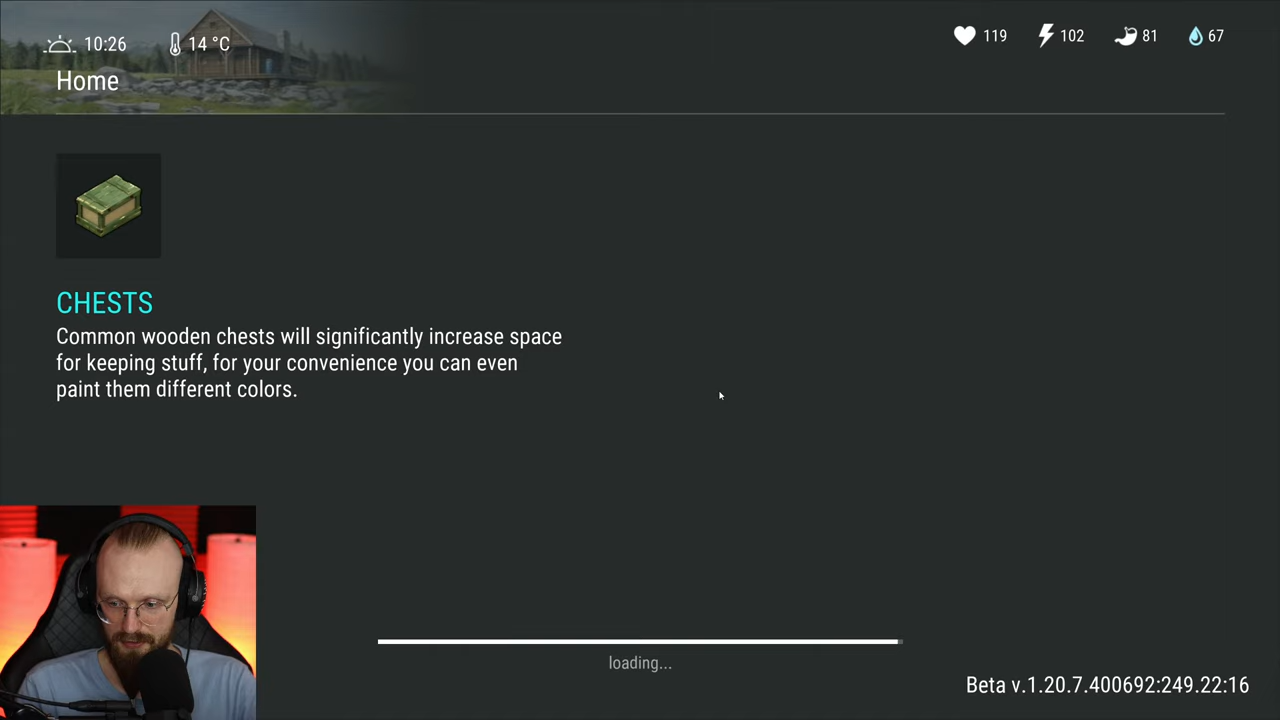 10:26 14 °C 119 102 81 67
Home
CHESTS
Common wooden chests will significantly increase space
for keeping stuff, for your convenience you can even
paint them different colors.
loading...
Beta v.1.20.7.400692:249.22:16